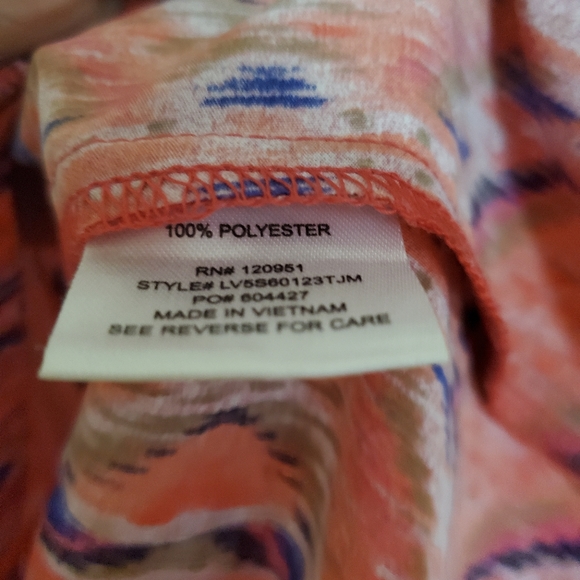 100% POLYESTER
RN# 120951
STYLE# LV5S60123TJM
PO# 604427
MADE IN VIETNAM
SEE REVERSE FOR CARE